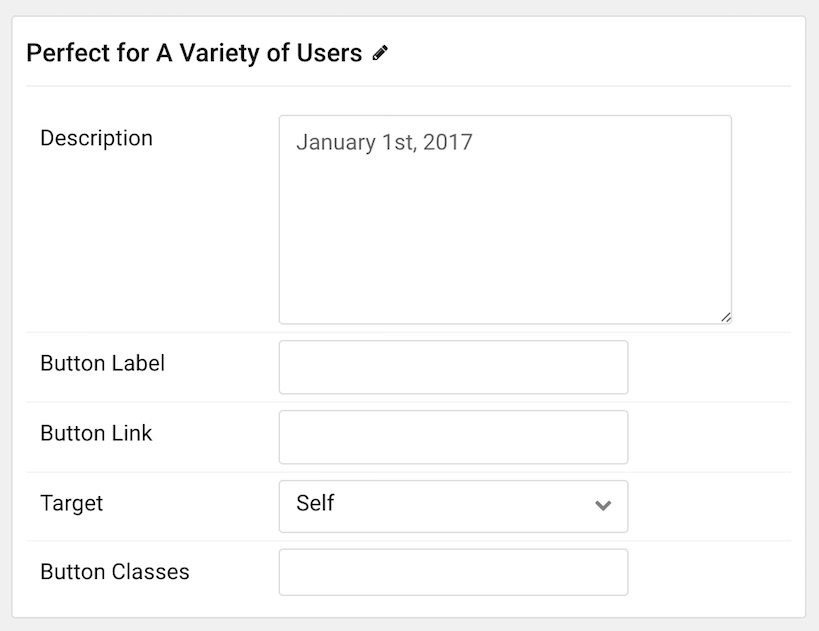 Perfect for A Variety of Users
Description
January 1st, 2017
Button Label
Button Link
Target
Self
Button Classes